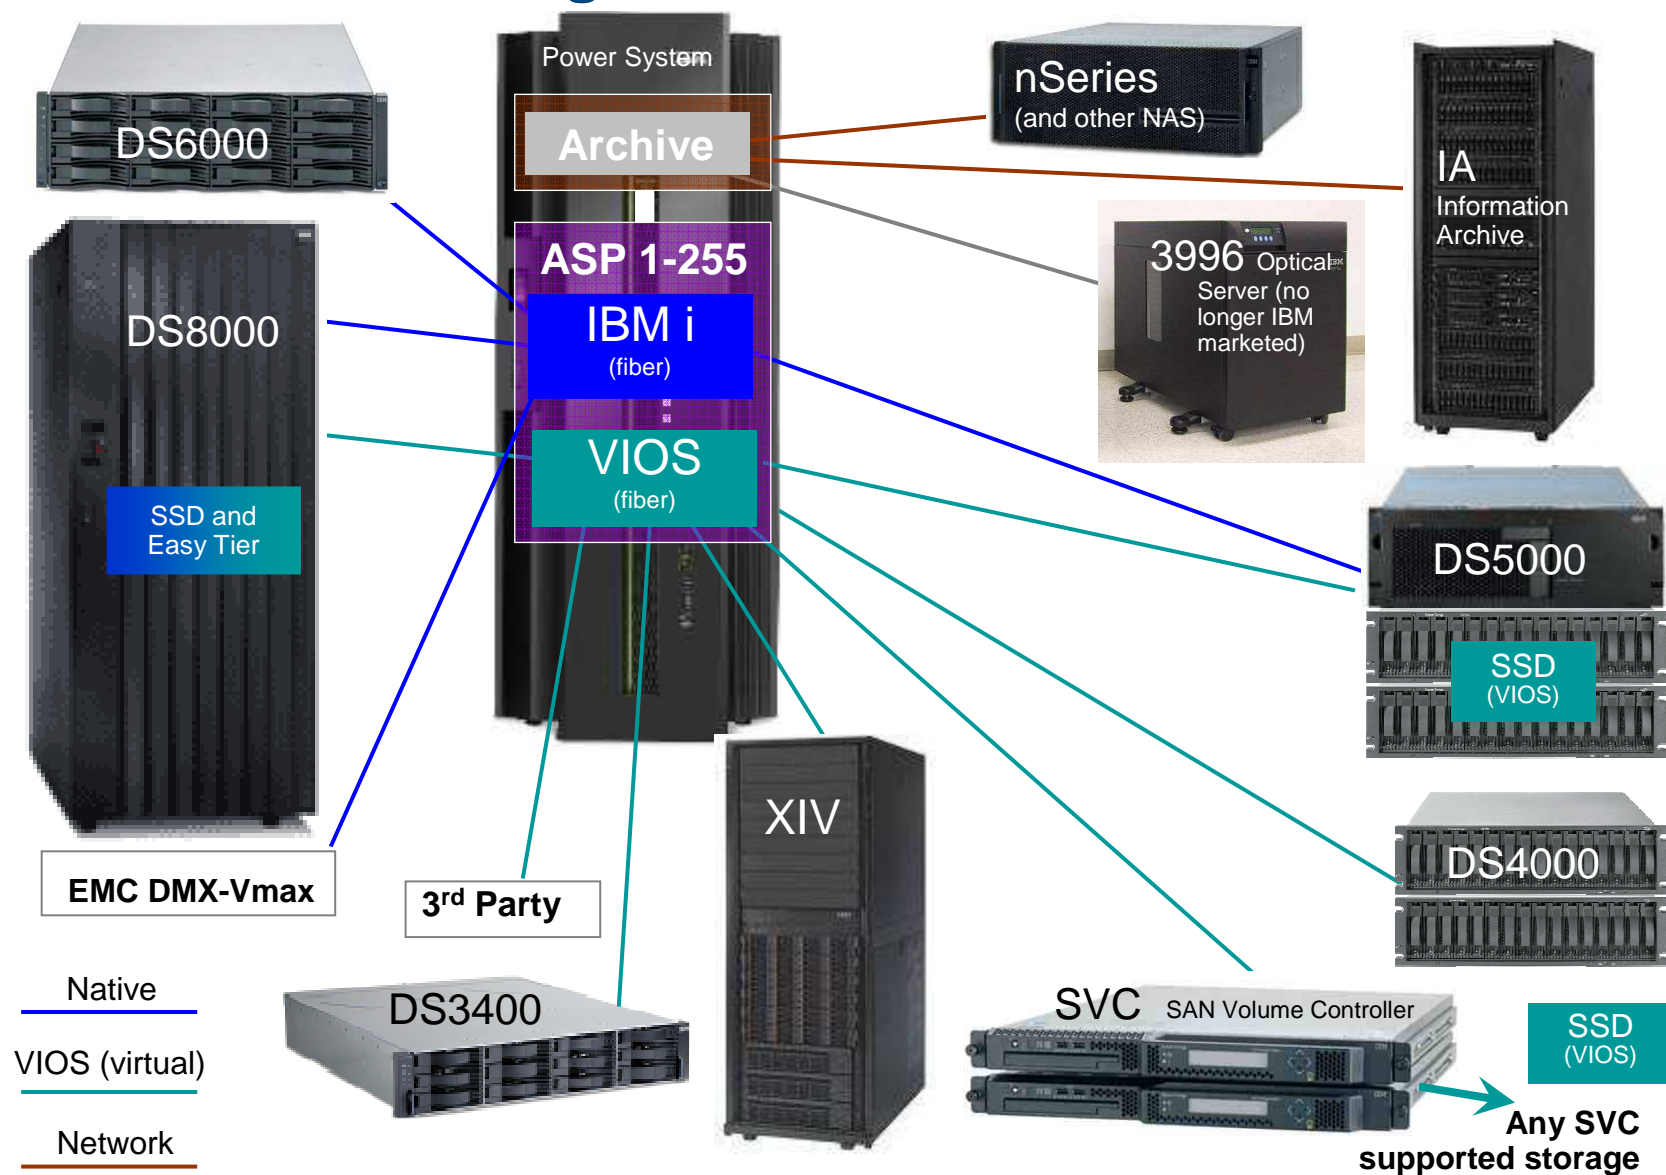 Power System
DS6000
Archive
nSeries
(and other NAS)
IA
Information
Archive
3996 Optical
Server (no
longer IBM
marketed)
ASP 1-255
IBM i
(fiber)
DS8000
VIOS
(fiber)
SSD and
Easy Tier
DS5000
SSD
(VIOS)
XIV
DS4000
EMC DMX-Vmax
3rd Party
Native
DS3400
SVC SAN Volume Controller
SSD
(VIOS)
VIOS (virtual)
Network
Any SVC
supported storage